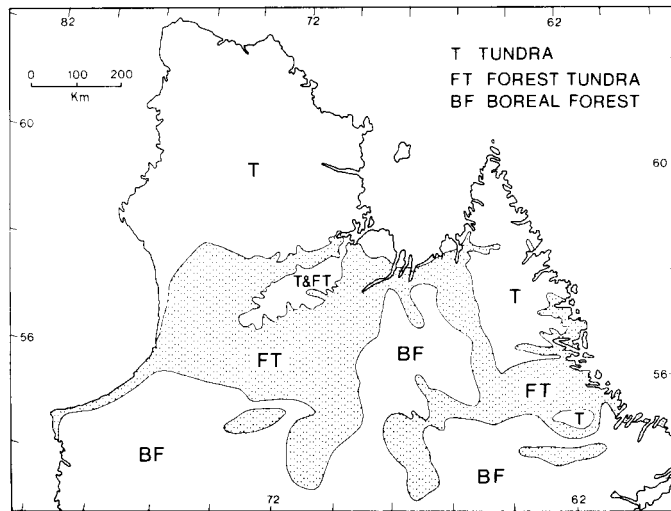 82 72 62
T TUNDRA
0 100 200
Km
FT FOREST TUNDRA
BF BOREAL FOREST
60 60
T
T&FT
T
56
FT BF
56
FT
T
BF BF
72 62